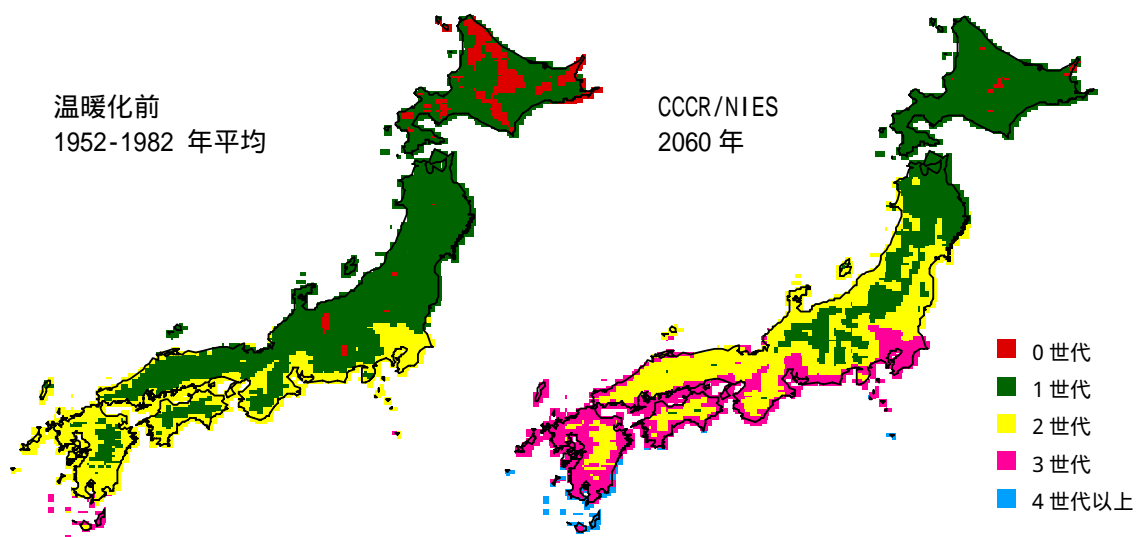 温暖化前
1952-1982 年平均
CCCR/NIES
2060 年
0 世代
1 世代
2 世代
3 世代
4 世代以上